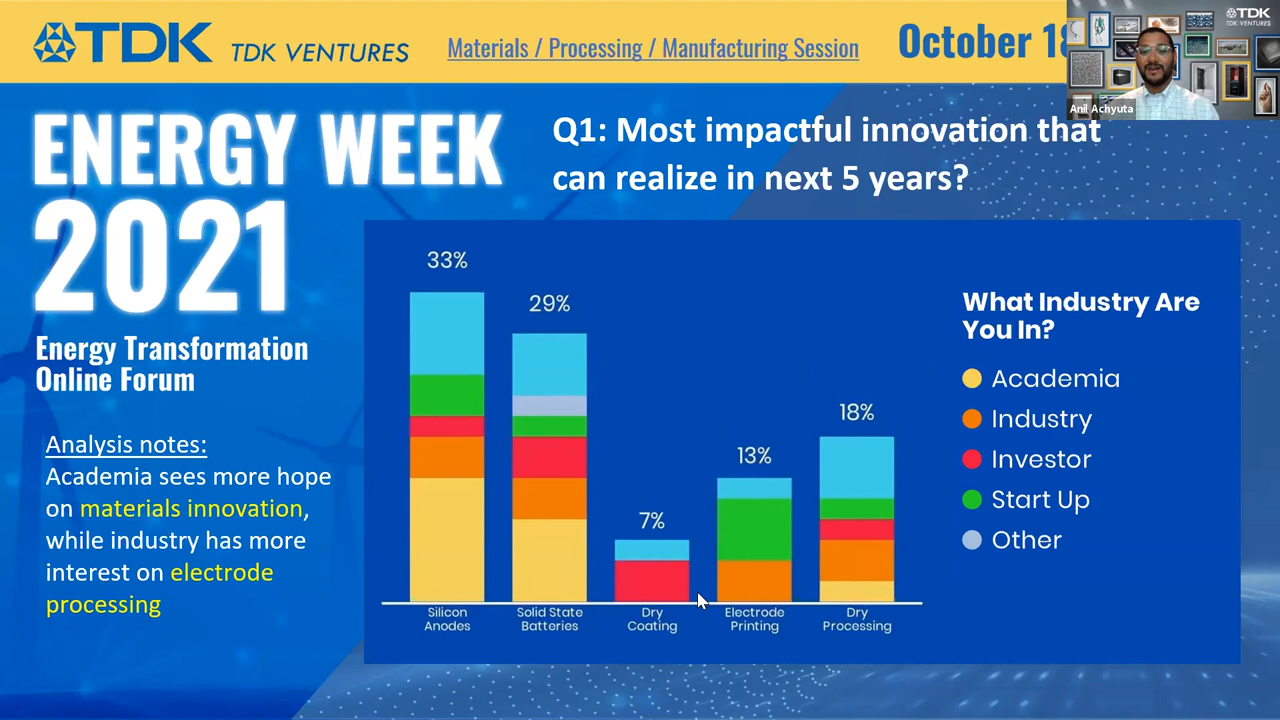 TDK TDK VENTURES
Materials / Processing / Manufacturing Session
October 18
TDK
TDK VENTURES
Anil Achyuta
ENERGY WEEK
2021
Energy Transformation
Online Forum
Analysis notes:
Academia sees more hope
on materials innovation,
while industry has more
interest on electrode
processing
Q1: Most impactful innovation that
can realize in next 5 years?
33%
29%
7%
13%
18%
Silicon
Anodes
Solid State
Batteries
Dry
Coating
Electrode
Printing
Dry
Processing
What Industry Are
You In?
Academia
Industry
Investor
Start Up
Other